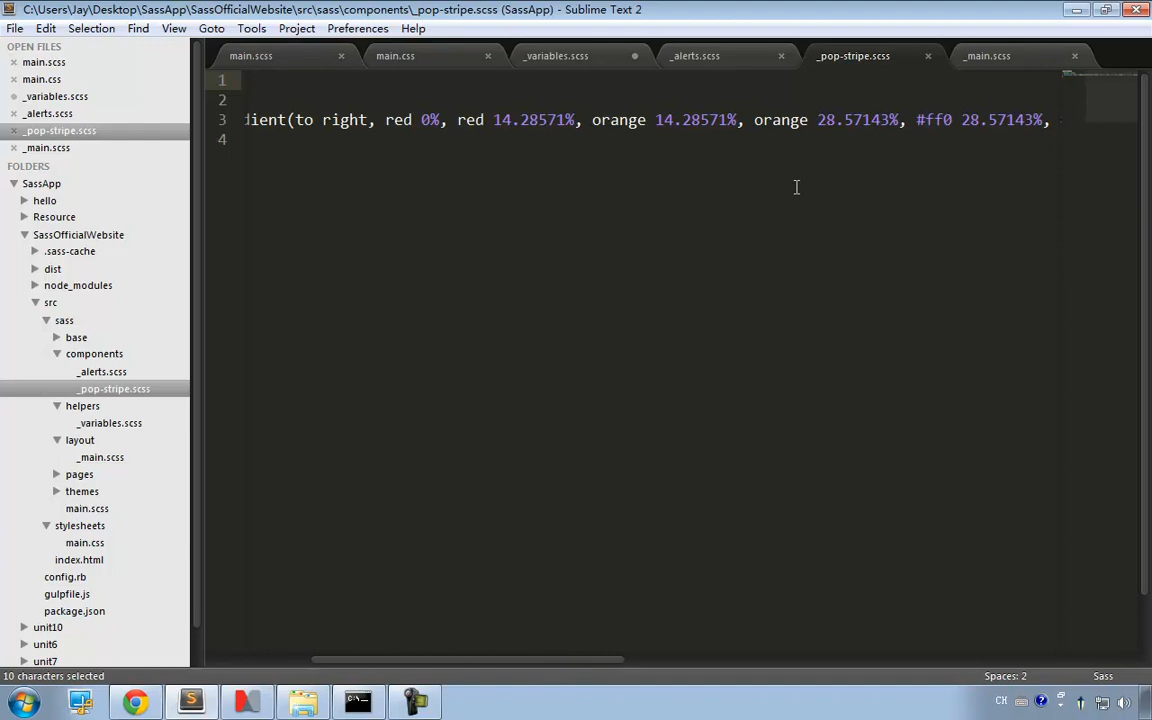 C:\Users\Jay\Desktop\SassApp\SassOfficialWebsite\src\sass\components\_pop-stripe.scss (SassApp) - Sublime Text 2
File Edit Selection Find View Goto Tools Project Preferences Help
OPEN FILES
main.scss
main.css
_variables.scss
_alerts.scss
_pop-stripe.scss
_main.scss
FOLDERS
SassApp
hello
Resource
SassOfficialWebsite
.sass-cache
dist
node_modules
src
sass
base
components
_alerts.scss
_pop-stripe.scss
helpers
_variables.scss
layout
_main.scss
pages
themes
main.scss
stylesheets
main.css
index.html
config.rb
gulpfile.js
package.json
unit10
unit6
unit7
main.scss main.css _variables.scss _alerts.scss _pop-stripe.scss _main.scss
1
2
3 dient(to right, red 0%, red 14.28571%, orange 14.28571%, orange 28.57143%, #ff0 28.57143%,
4
10 characters selected Spaces: 2 Sass
CH